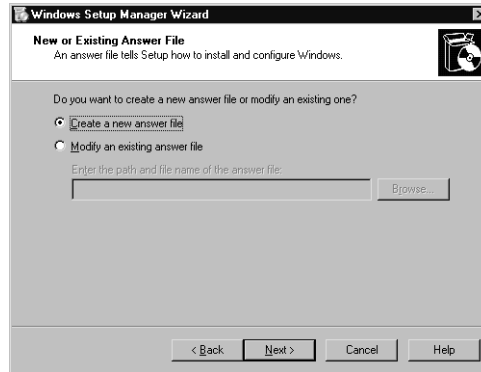 Windows Setup Manager Wizard
New or Existing Answer File
An answer file tells Setup how to install and configure Windows.
Do you want to create a new answer file or modify an existing one?
Create a new answer file
Modify an existing answer file
Enter the path and file name of the answer file:
Browse...
< Back Next > Cancel Help